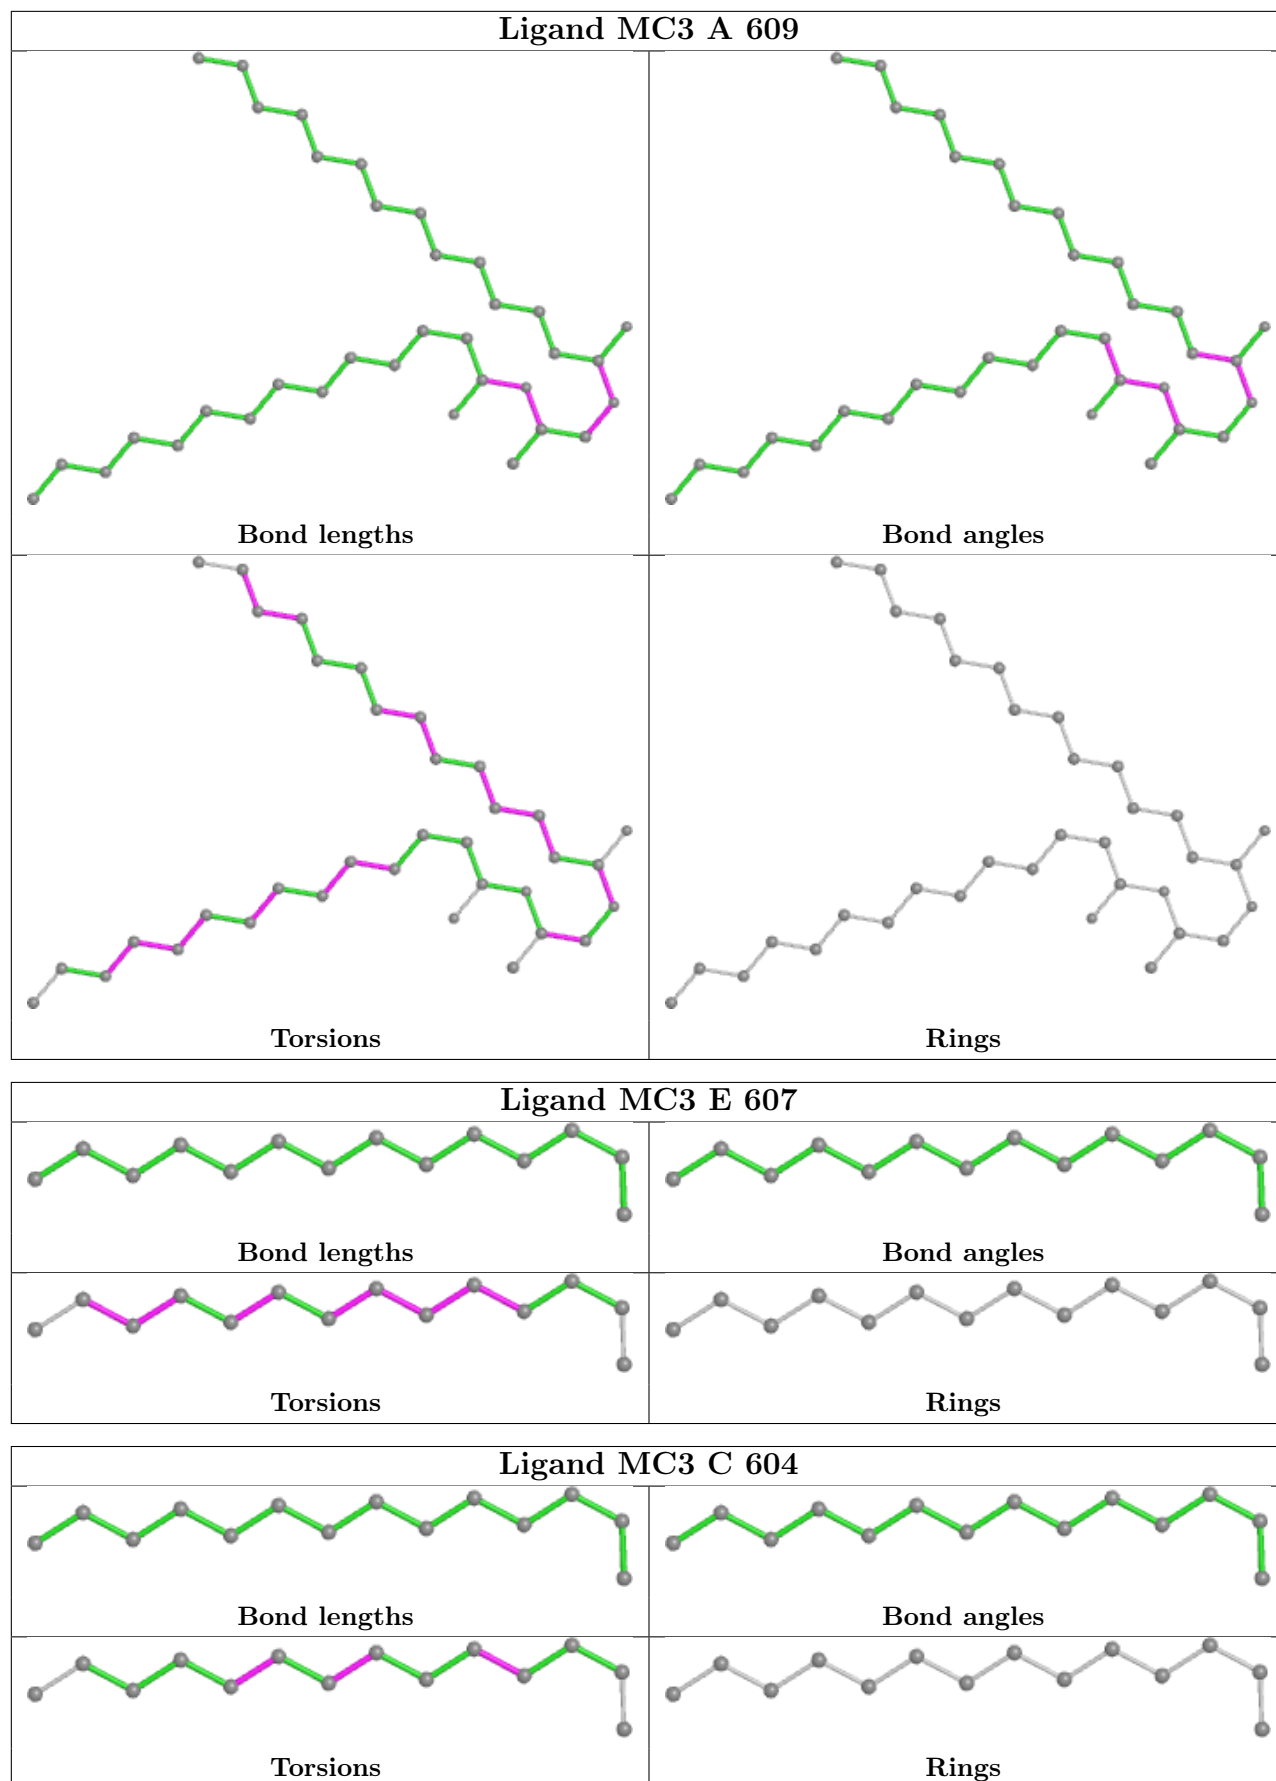 Ligand MC3 A 609
Bond lengths
Bond angles
Torsions
Rings
Ligand MC3 E 607
Bond lengths
Bond angles
Torsions
Rings
Ligand MC3 C 604
Bond lengths
Bond angles
Torsions
Rings